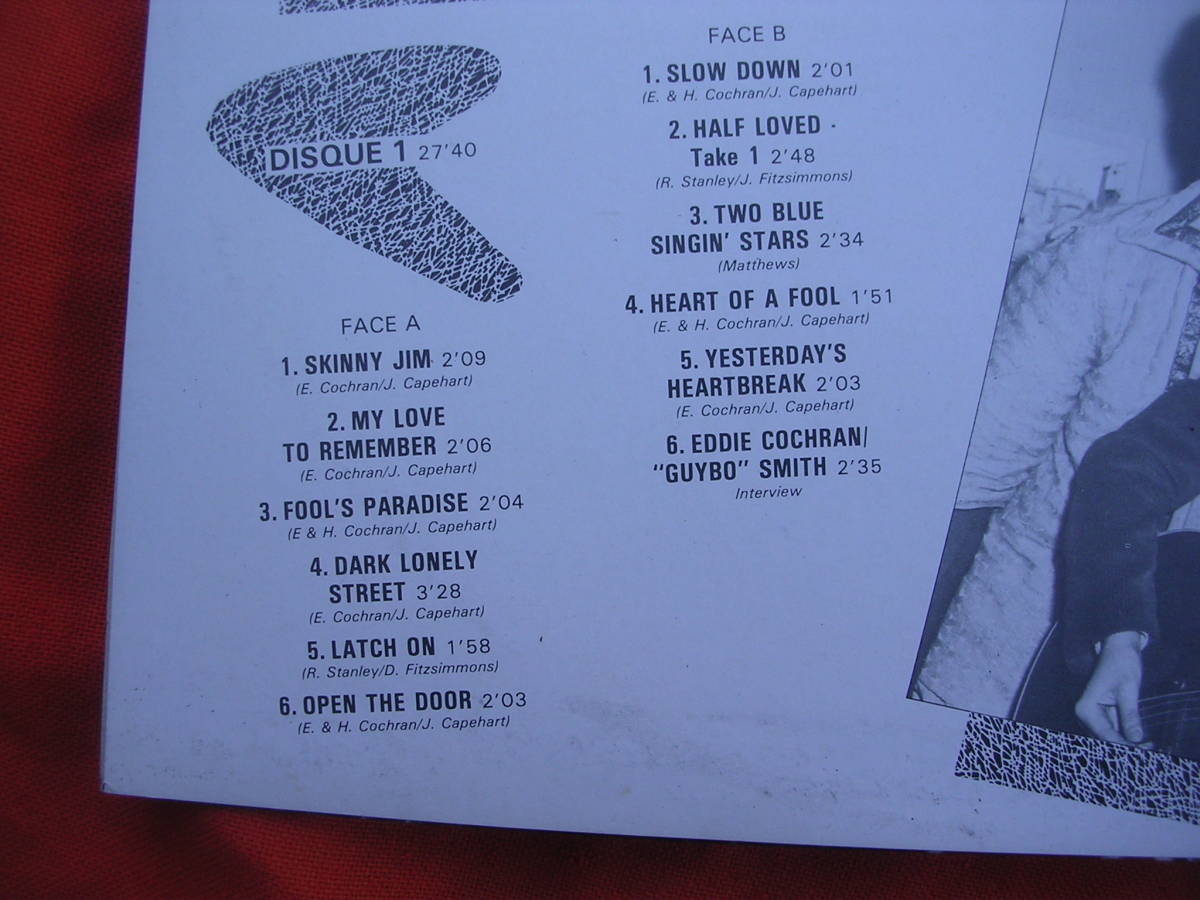 DISQUE 1 27'40
FACE A
1. SKINNY JIM 2'09
(E. Cochran/J. Capehart)
2. MY LOVE
TO REMEMBER 2'06
(E. Cochran/J. Capehart)
3. FOOL'S PARADISE 2'04
(E & H. Cochran/J. Capehart)
4. DARK LONELY
STREET 3'28
(E. Cochran/J. Capehart)
5. LATCH ON 1'58
(R. Stanley/D. Fitzsimmons)
6. OPEN THE DOOR 2'03
(E. & H. Cochran/J. Capehart)
FACE B
1. SLOW DOWN 2'01
(E. & H. Cochran/J. Capehart)
2. HALF LOVED -
Take 1 2'48
(R. Stanley/J. Fitzsimmons)
3. TWO BLUE
SINGIN' STARS 2'34
(Matthews)
4. HEART OF A FOOL 1'51
(E. & H. Cochran/J. Capehart)
5. YESTERDAY'S
HEARTBREAK 2'03
(E. Cochran/J. Capehart)
6. EDDIE COCHRAN/
"GUYBO" SMITH 2'35
Interview